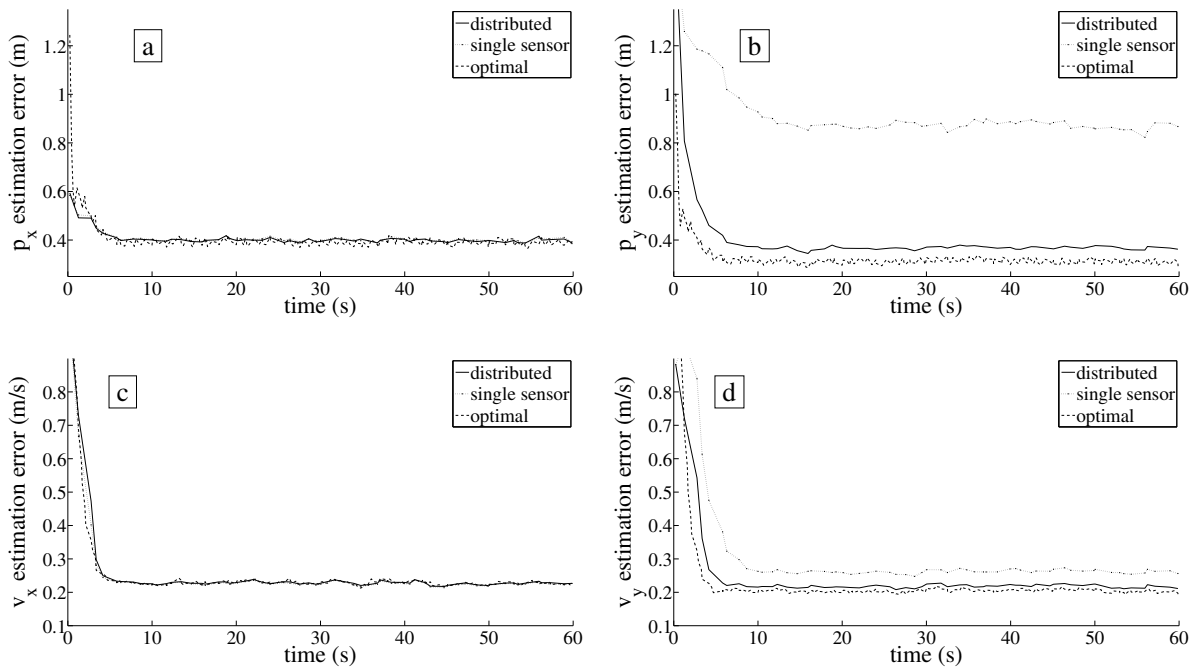 a
distributed
single sensor
optimal
1.2
1
0.8
0.6
0.4
p_x estimation error (m)
0 10 20 30 40 50 60
time (s)
b
distributed
single sensor
optimal
1.2
1
0.8
0.6
0.4
p_y estimation error (m)
0 10 20 30 40 50 60
time (s)
c
distributed
single sensor
optimal
0.8
0.7
0.6
0.5
0.4
0.3
0.2
0.1
v_x estimation error (m/s)
0 10 20 30 40 50 60
time (s)
d
distributed
single sensor
optimal
0.8
0.7
0.6
0.5
0.4
0.3
0.2
0.1
v_y estimation error (m/s)
0 10 20 30 40 50 60
time (s)